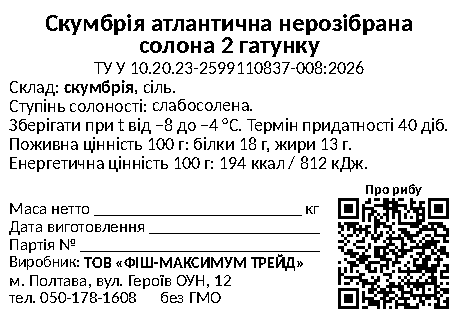 Скумбрія атлантична нерозібрана
солона 2 гатунку
ТУ У 10.20.23-2599110837-008:2026
Склад: скумбрія, сіль.
Ступінь солоності: слабосолена.
Зберігати при t від –8 до –4 °C. Термін придатності 40 діб.
Поживна цінність 100 г: білки 18 г, жири 13 г.
Енергетична цінність 100 г: 194 ккал / 812 кДж.
Про рибу
Маса нетто ________________________ кг
Дата виготовлення ____________________
Партія № ____________________________
Виробник: ТОВ «ФІШ-МАКСИМУМ ТРЕЙД»
м. Полтава, вул. Героїв ОУН, 12
тел. 050-178-1608 без ГМО